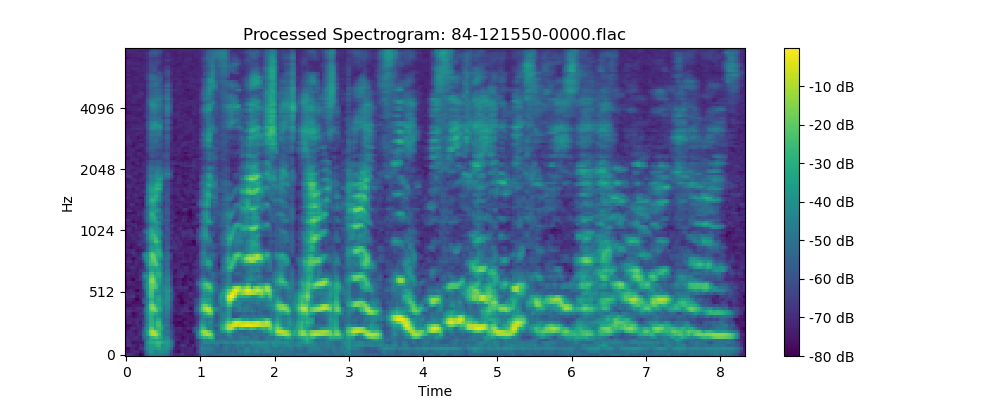 Processed Spectrogram: 84-121550-0000.flac
Hz
4096
2048
1024
512
0
0 1 2 3 4 5 6 7 8
Time
-10 dB
-20 dB
-30 dB
-40 dB
-50 dB
-60 dB
-70 dB
-80 dB